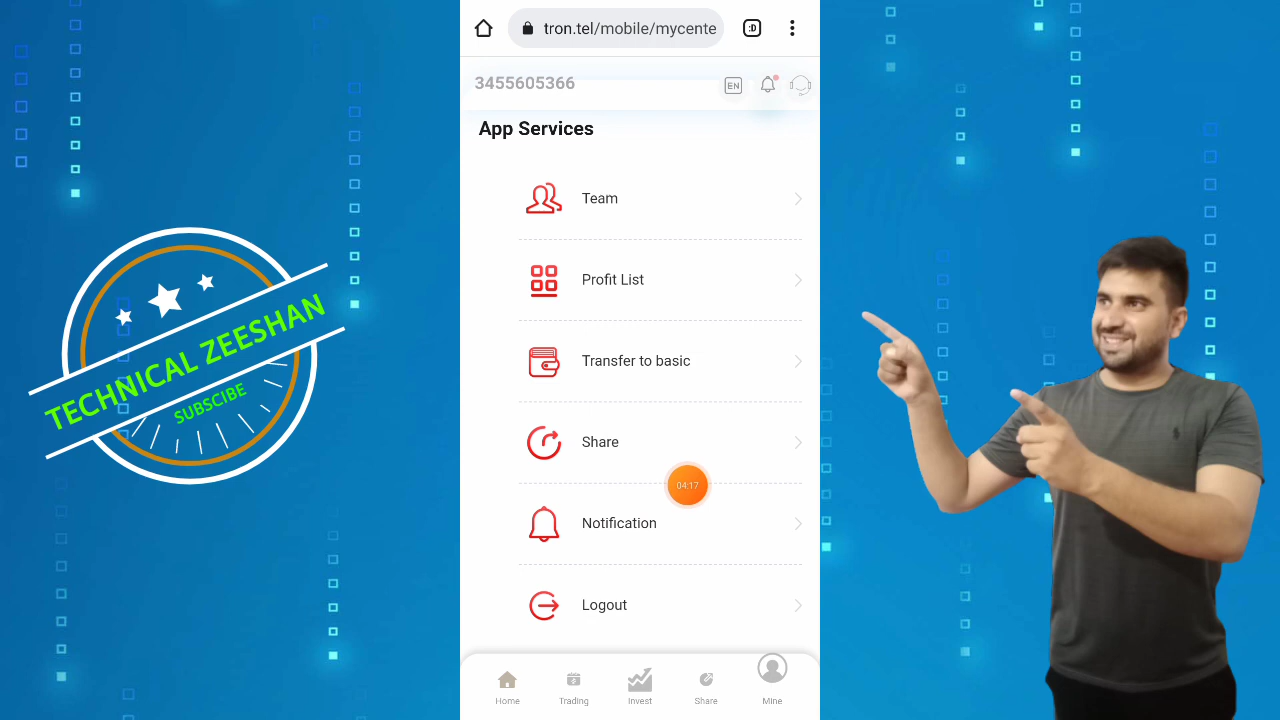 TECHNICAL ZEESHAN
SUBSCIBE
tron.tel/mobile/mycente
:D
3455605366
EN
App Services
Team
Profit List
Transfer to basic
Share
04:17
Notification
Logout
Home
Trading
Invest
Share
Mine